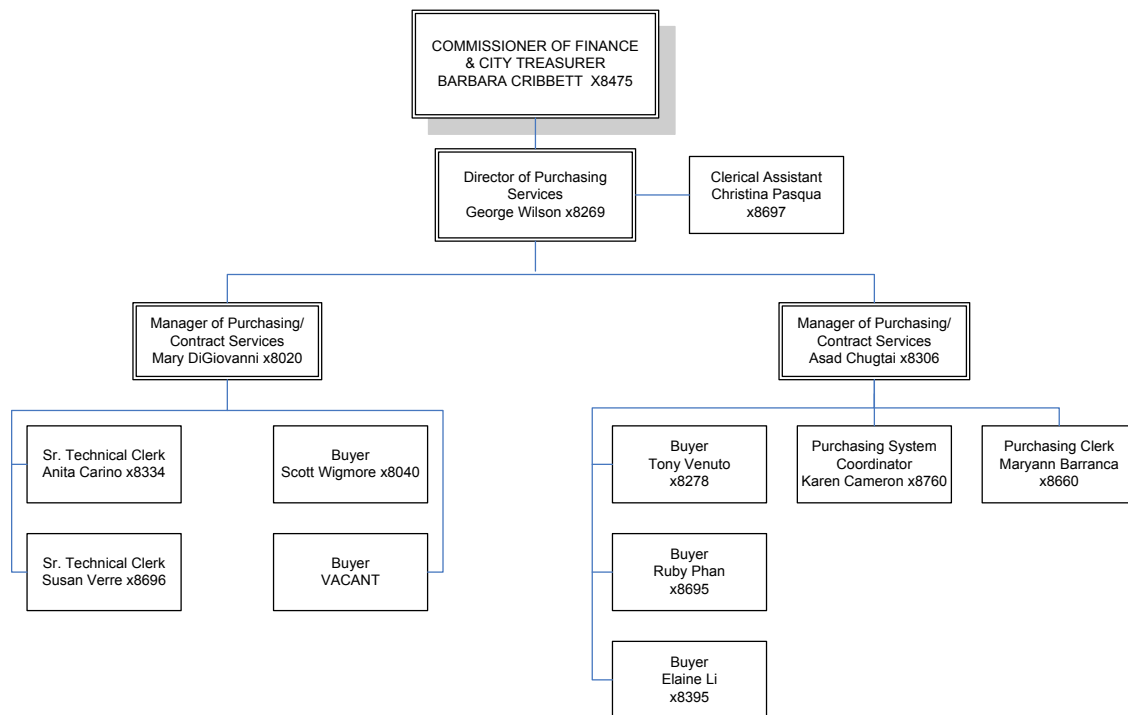 COMMISSIONER OF FINANCE
& CITY TREASURER
BARBARA CRIBBETT X8475
Director of Purchasing
Services
George Wilson x8269
Clerical Assistant
Christina Pasqua
x8697
Manager of Purchasing/
Contract Services
Mary DiGiovanni x8020
Manager of Purchasing/
Contract Services
Asad Chugtai x8306
Sr. Technical Clerk
Anita Carino x8334
Buyer
Scott Wigmore x8040
Buyer
Tony Venuto
x8278
Purchasing System
Coordinator
Karen Cameron x8760
Purchasing Clerk
Maryann Barranca
x8660
Sr. Technical Clerk
Susan Verre x8696
Buyer
VACANT
Buyer
Ruby Phan
x8695
Buyer
Elaine Li
x8395